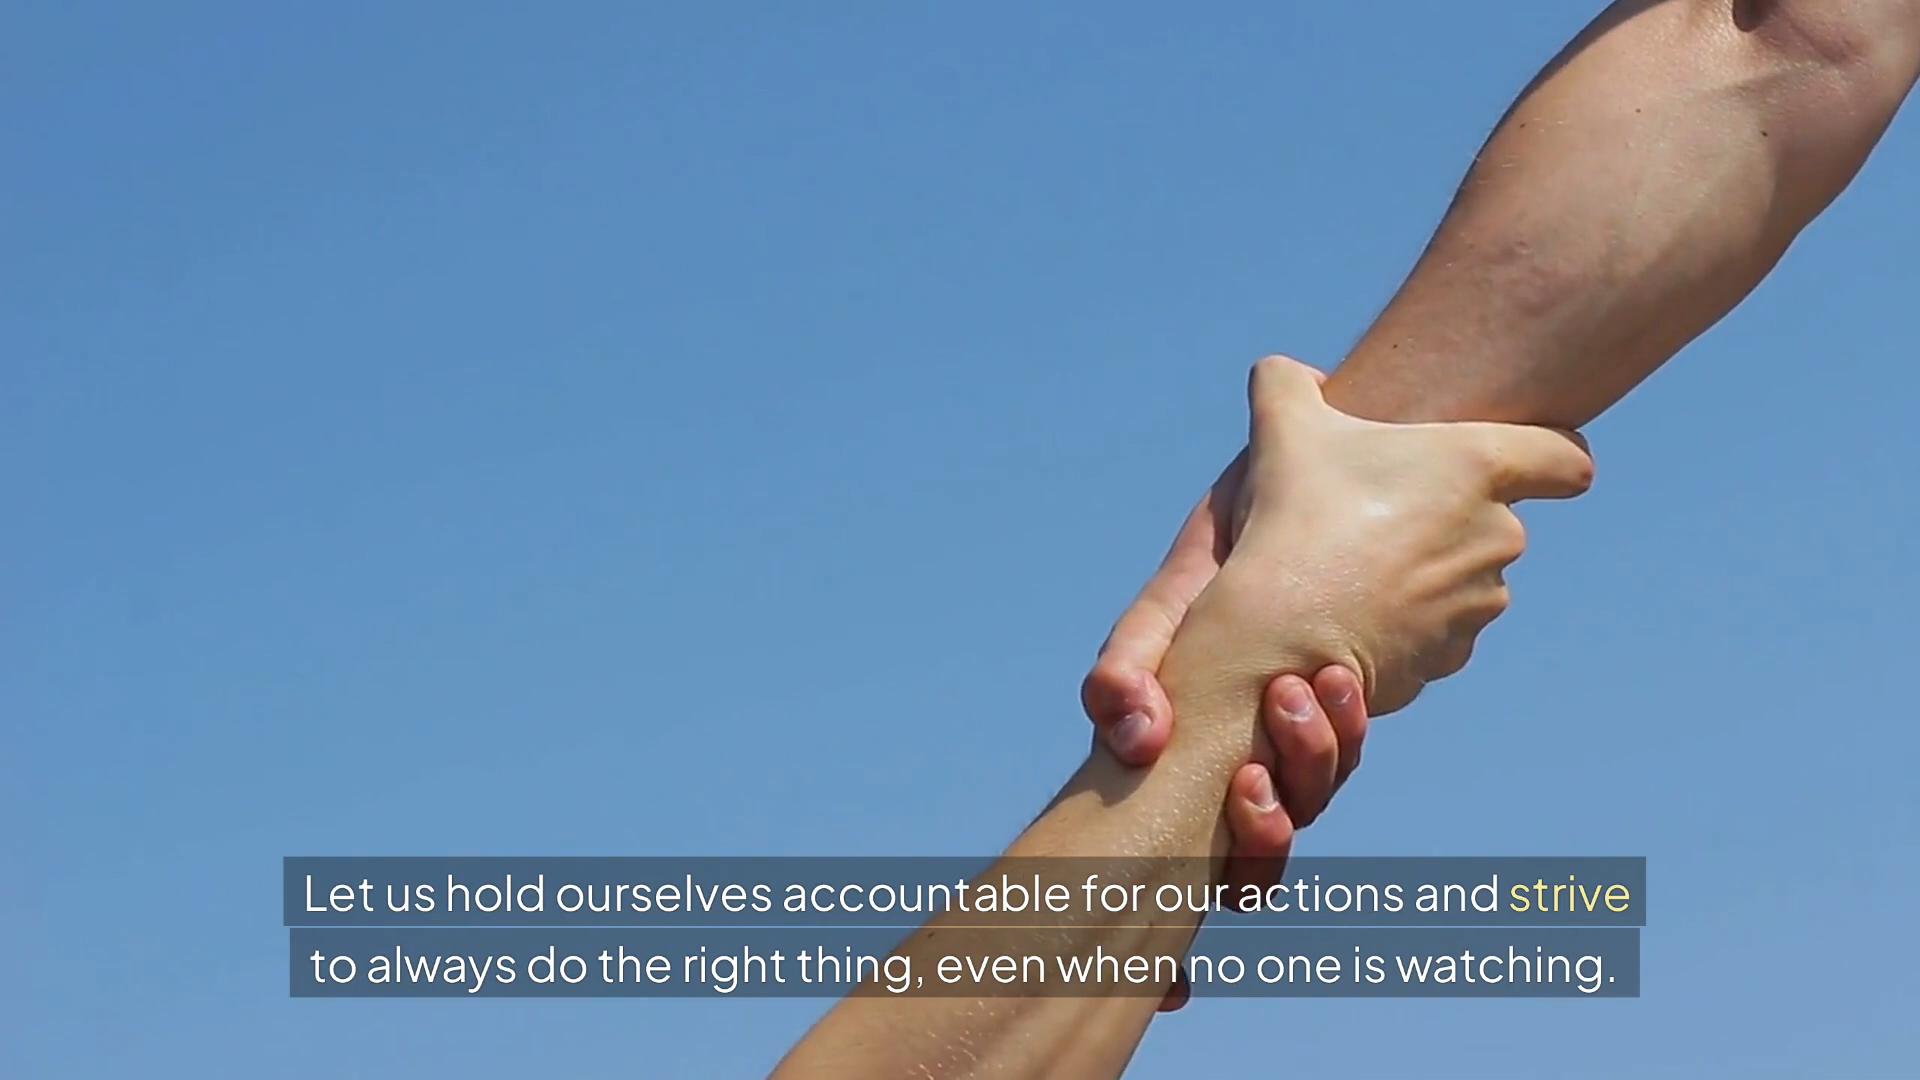 Let us hold ourselves accountable for our actions and strive
to always do the right thing, even when no one is watching.